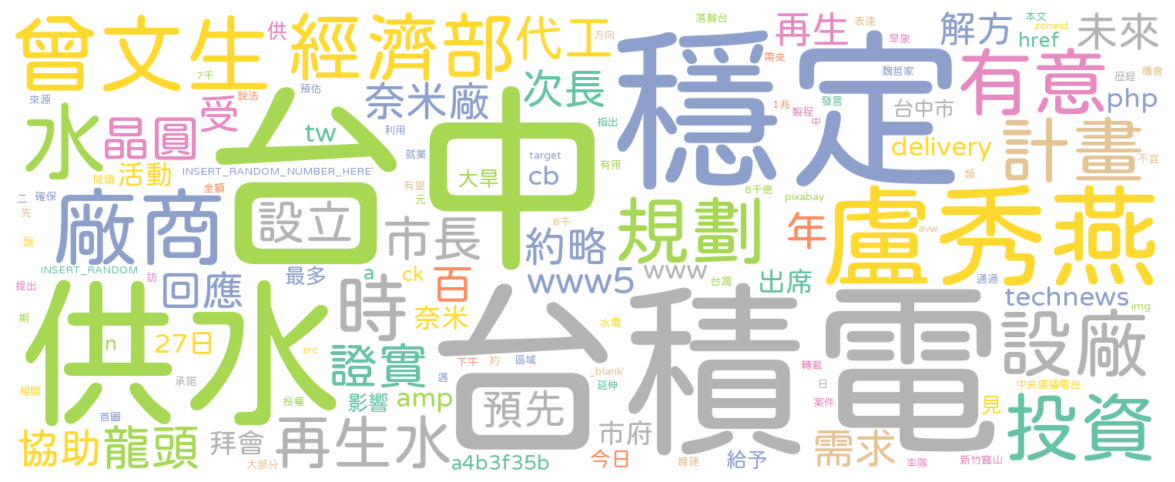 曾文生
供
經濟部
代工
落腳台
方向
再生
表達
早象
解方
本文
zoneid
href
未來
7千
說法
預估
次長
穩定
帶來
魏哲家
有意
歷經
機會
php
來源
奈米廠
水
晶圓
受
tw
利用
台中
指出
1兆
製程
中
發言
台中市
計畫
delivery
就業
target
有用
不宜
閱讀
活動
INSERT_RANDOM_NUMBER_HERE'
cb
大旱
8千億
類
二
確保
金額
有望
元
pixabay
先
廠商
設立
市長
8千
規劃
年
盧秀燕
avw
說
約略
INSERT_RANDOM
訪
最多
a
ck
百
www5
www
台灣
出席
通過
提出
回應
technews
img
期
供水
時
奈米
台積電
水電
設廠
n
27日
src
證實
下午
約
區域
轉載
相關
承諾
遇
_blank'
延伸
日
中央廣播電台
首圖
授權
影響
amp
預先
案件
見
投資
協助
龍頭
拜會
再生水
市府
需求
大部分
a4b3f35b
今日
擴建
給予
率隊
新竹寶山